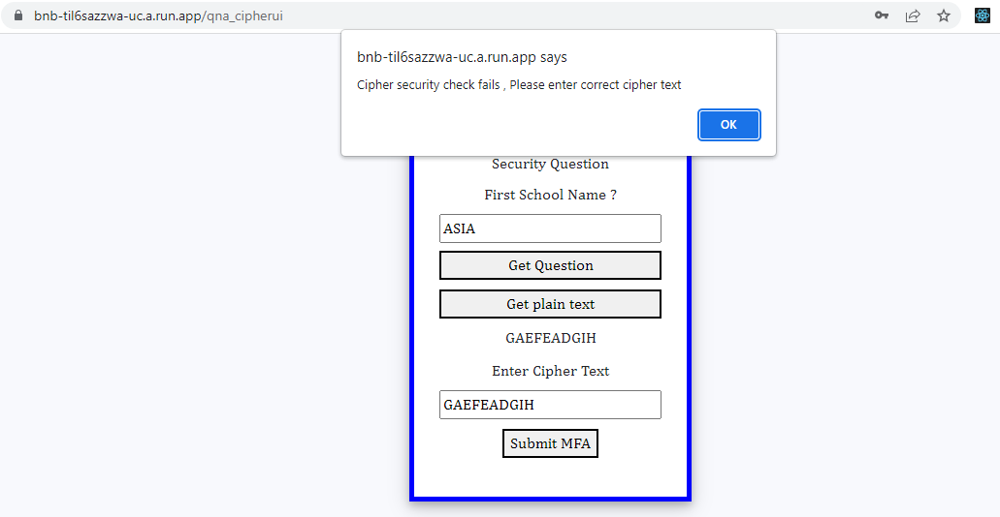 bnb-til6sazzwa-uc.a.run.app/qna_cipherui
bnb-til6sazzwa-uc.a.run.app says
Cipher security check fails , Please enter correct cipher text
OK
Security Question
First School Name ?
ASIA
Get Question
Get plain text
GAEFEADGIH
Enter Cipher Text
GAEFEADGIH
Submit MFA